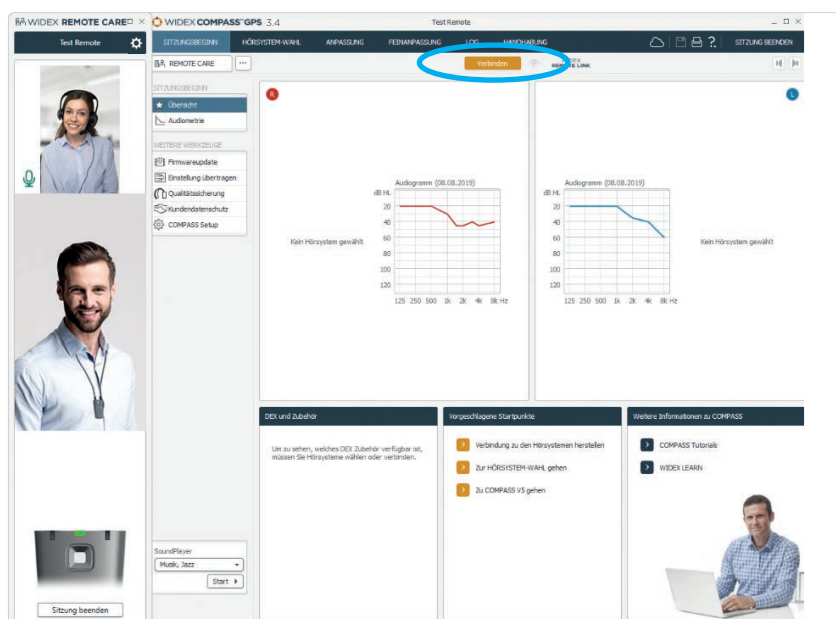 WIDEX REMOTE CARE
WIDEX COMPASS GPS 3.4
Test Remote
Test Remote
SITZUNGSBEGINN
HÖRSYSTEM-WAHL
ANPASSUNG
FEINANPASSUNG
LOG
HANDHABUNG
SITZUNG BEENDEN
REMOTE CARE
...
Verbinden
WIDEX
REMOTE LINK
SITZUNGSBEGINN
Übersicht
Audiometrie
WEITERE WERKZEUGE
Firmwareupdate
Einstellung übertragen
Qualitätssicherung
Kundendatenschutz
COMPASS Setup
R
Kein Hörsystem gewählt
Audiogramm (08.08.2019)
dB HL
20
40
60
80
100
120
125 250 500 1k 2k 4k 8k Hz
L
Audiogramm (08.08.2019)
dB HL
20
40
60
80
100
120
125 250 500 1k 2k 4k 8k Hz
Kein Hörsystem gewählt
DEX und Zubehör
Um zu sehen, welches DEX Zubehör verfügbar ist,
müssen Sie Hörsysteme wählen oder verbinden.
Vorgeschlagene Startpunkte
Verbindung zu den Hörsystemen herstellen
Zur HÖRSYSTEM-WAHL gehen
Zu COMPASS V5 gehen
Weitere Informationen zu COMPASS
COMPASS Tutorials
WIDEX LEARN
SoundPlayer
Musik, Jazz
Start
Sitzung beenden